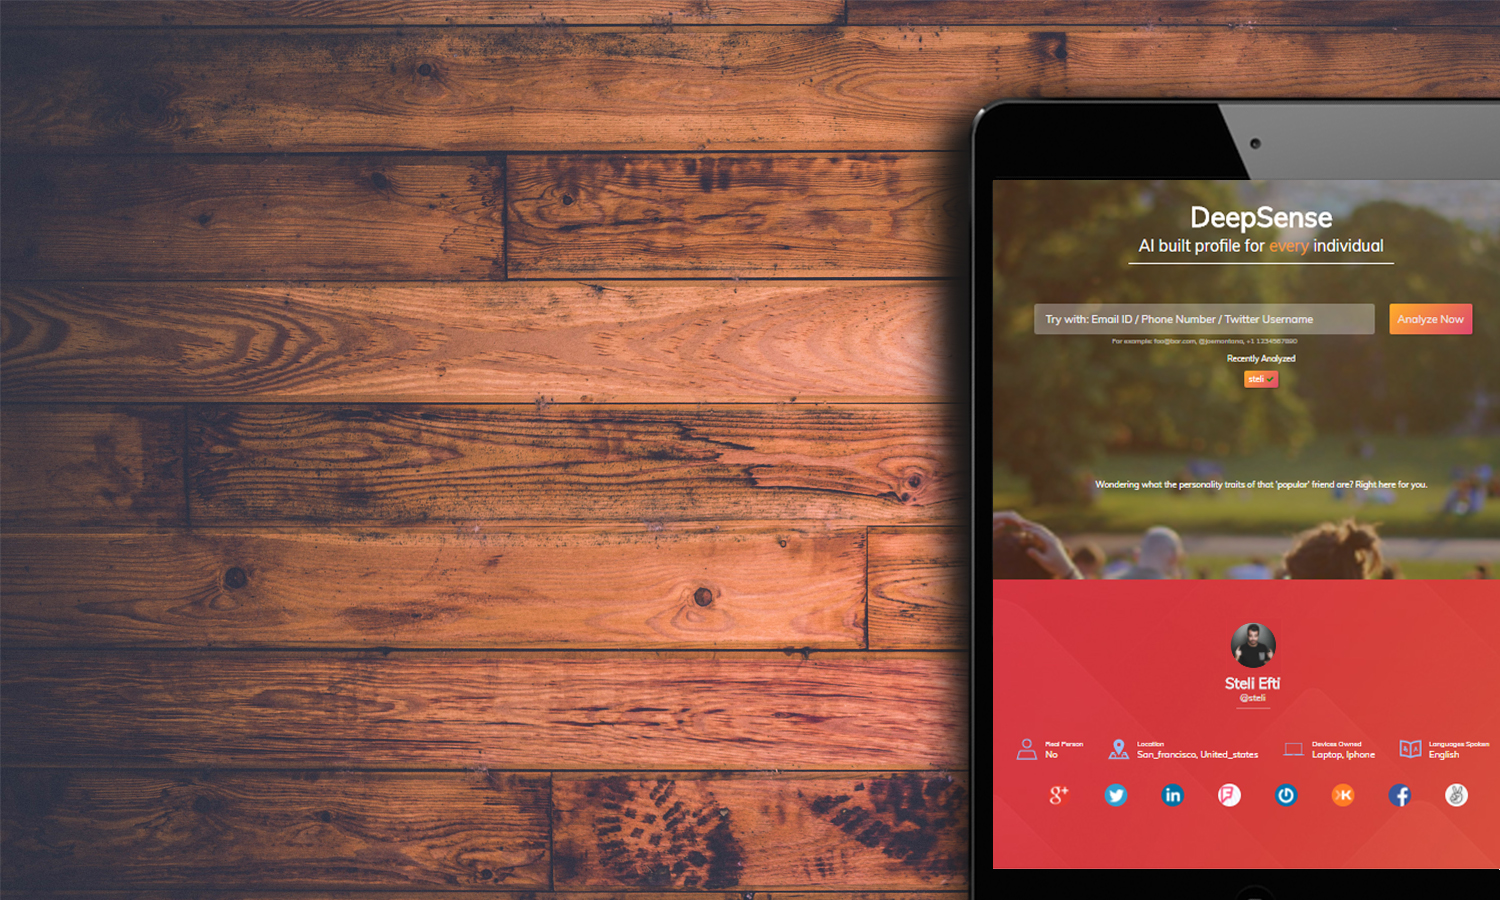 DeepSense
AI built profile for every individual
Try with: Email ID / Phone Number / Twitter Username
Analyze Now
For example: foo@bar.com, @joemontana, +1 1234567890
Recently Analyzed
steli
Wondering what the personality traits of that 'popular' friend are? Right here for you.
Steli Efti
@steli
Real Person
No
Location
San_francisco, United_states
Devices Owned
Laptop, Iphone
Languages Spoken
English